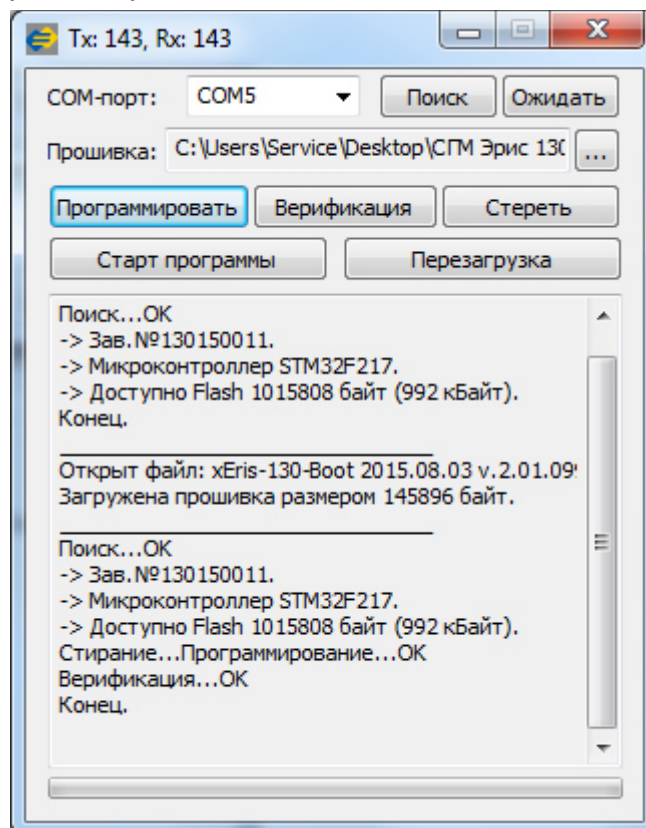 Tx: 143, Rx: 143
COM-порт: COM5 Поиск Ожидать
Прошивка: C:\Users\Service\Desktop\СГМ Эрис 130 ...
Программировать Верификация Стереть
Старт программы Перезагрузка
Поиск...OK
-> Зав.№130150011.
-> Микроконтроллер STM32F217.
-> Доступно Flash 1015808 байт (992 кБайт).
Конец.
Открыт файл: xEris-130-Boot 2015.08.03 v.2.01.09
Загружена прошивка размером 145896 байт.
Поиск...OK
-> Зав.№130150011.
-> Микроконтроллер STM32F217.
-> Доступно Flash 1015808 байт (992 кБайт).
Стирание...Программирование...OK
Верификация...OK
Конец.